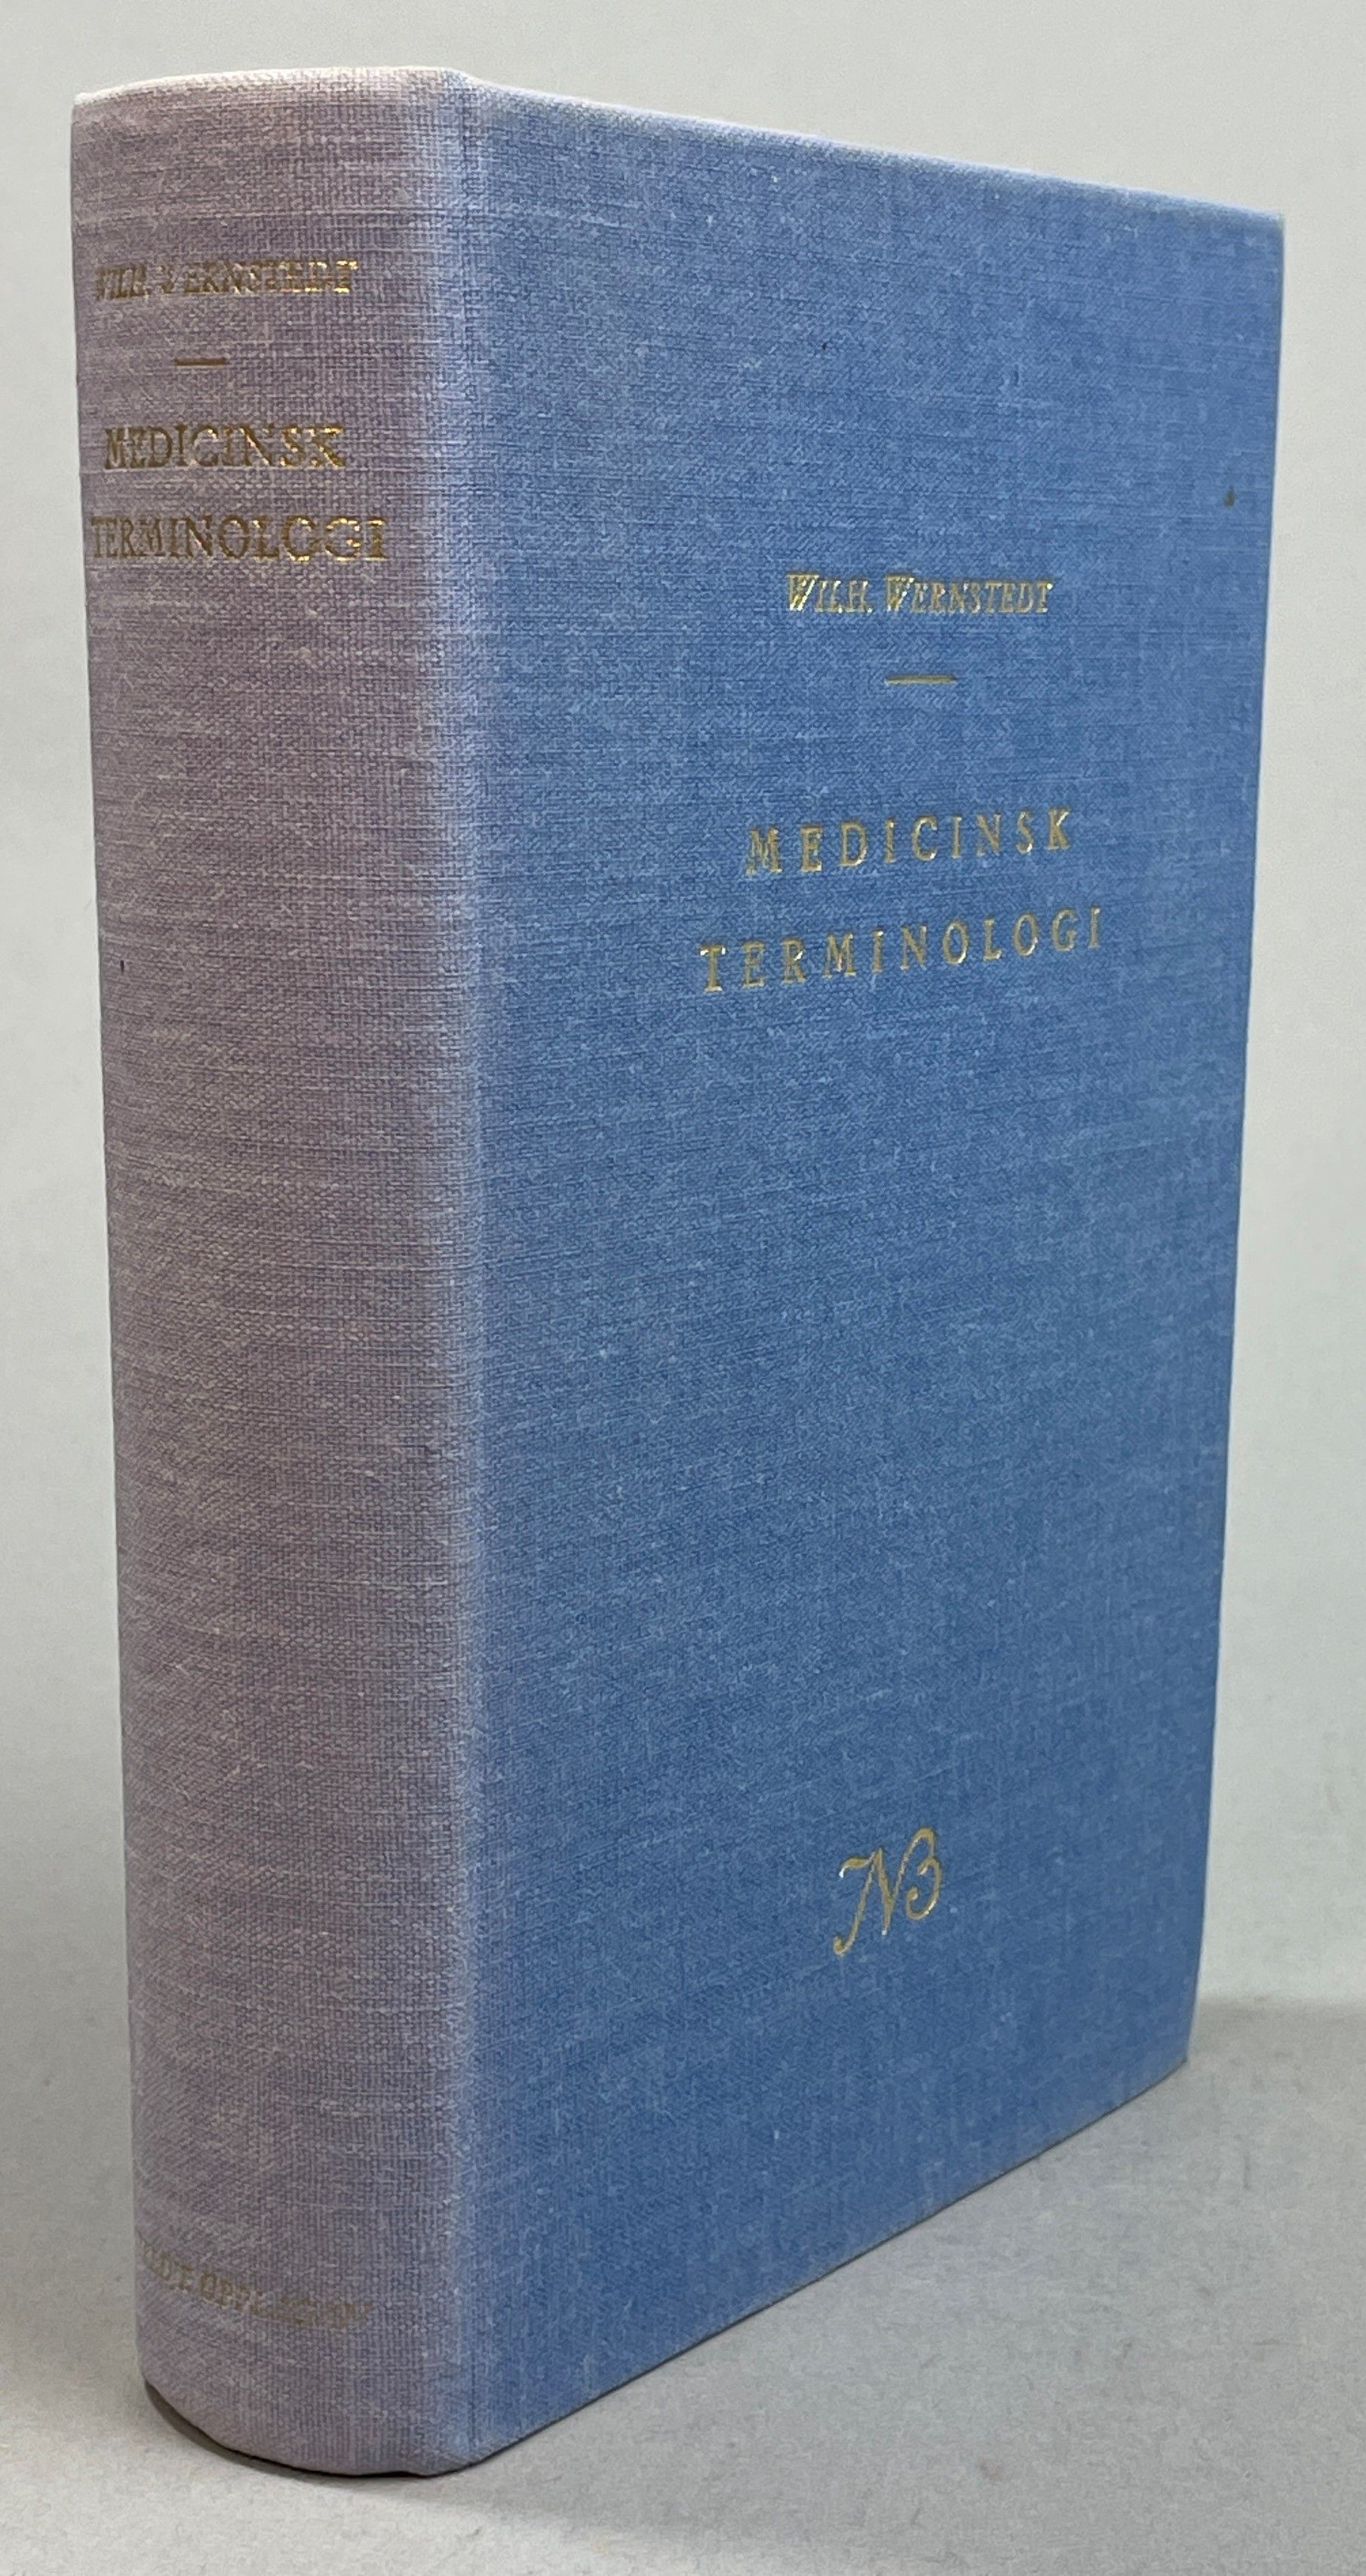 WILH. WERNSTEDT
MEDICINSK
TERMINOLOGI
WILH. WERNSTEDT
MEDICINSK
TERMINOLOGI
NB